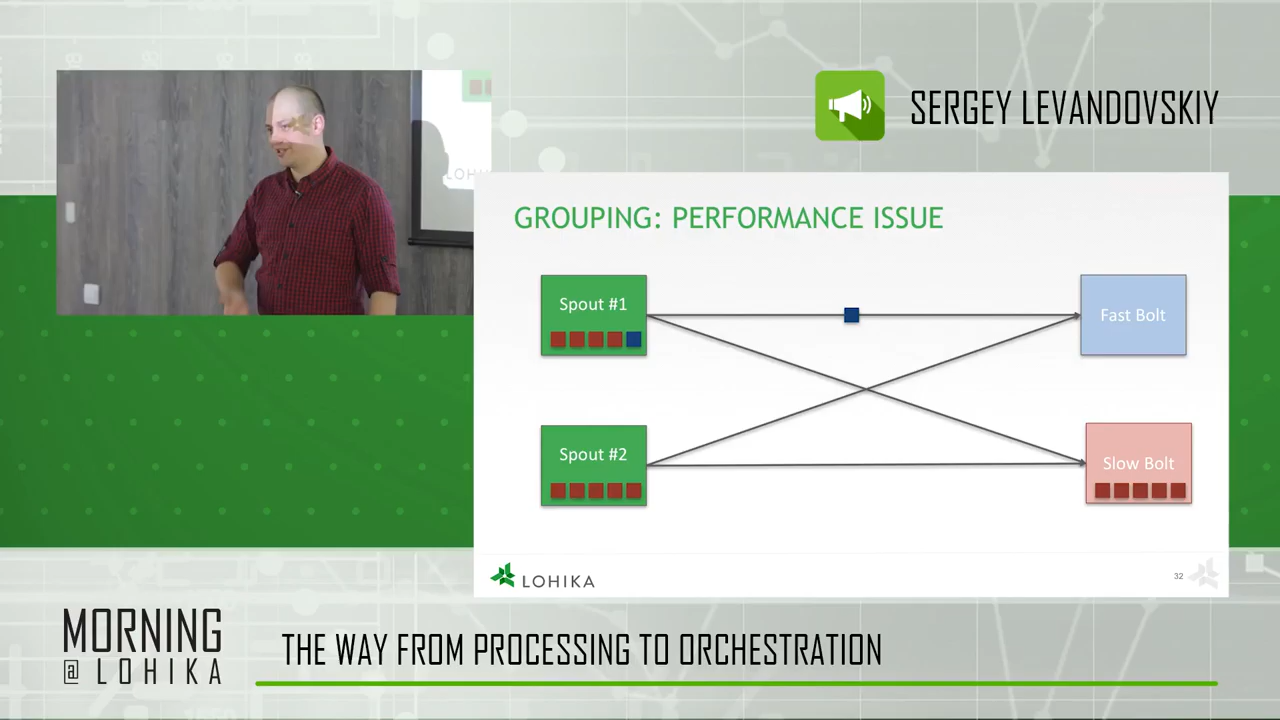 SERGEY LEVANDOVSKIY
LOHIKA
GROUPING: PERFORMANCE ISSUE
Spout #1
Fast Bolt
Spout #2
Slow Bolt
LOHIKA
32
MORNING
@ LOHIKA
THE WAY FROM PROCESSING TO ORCHESTRATION